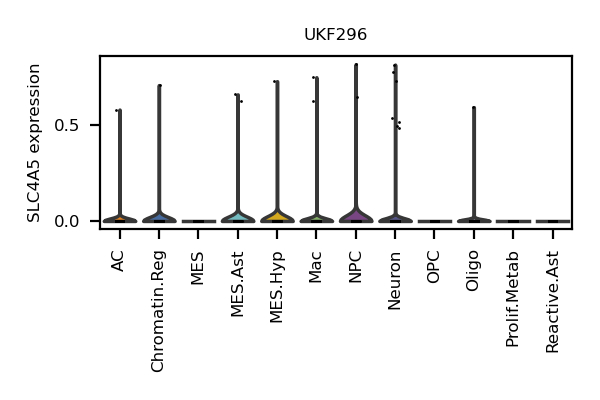 UKF296
SLC4A5 expression
0.5
0.0
AC
Chromatin.Reg
MES
MES.Ast
MES.Hyp
Mac
NPC
Neuron
OPC
Oligo
Prolif.Metab
Reactive.Ast